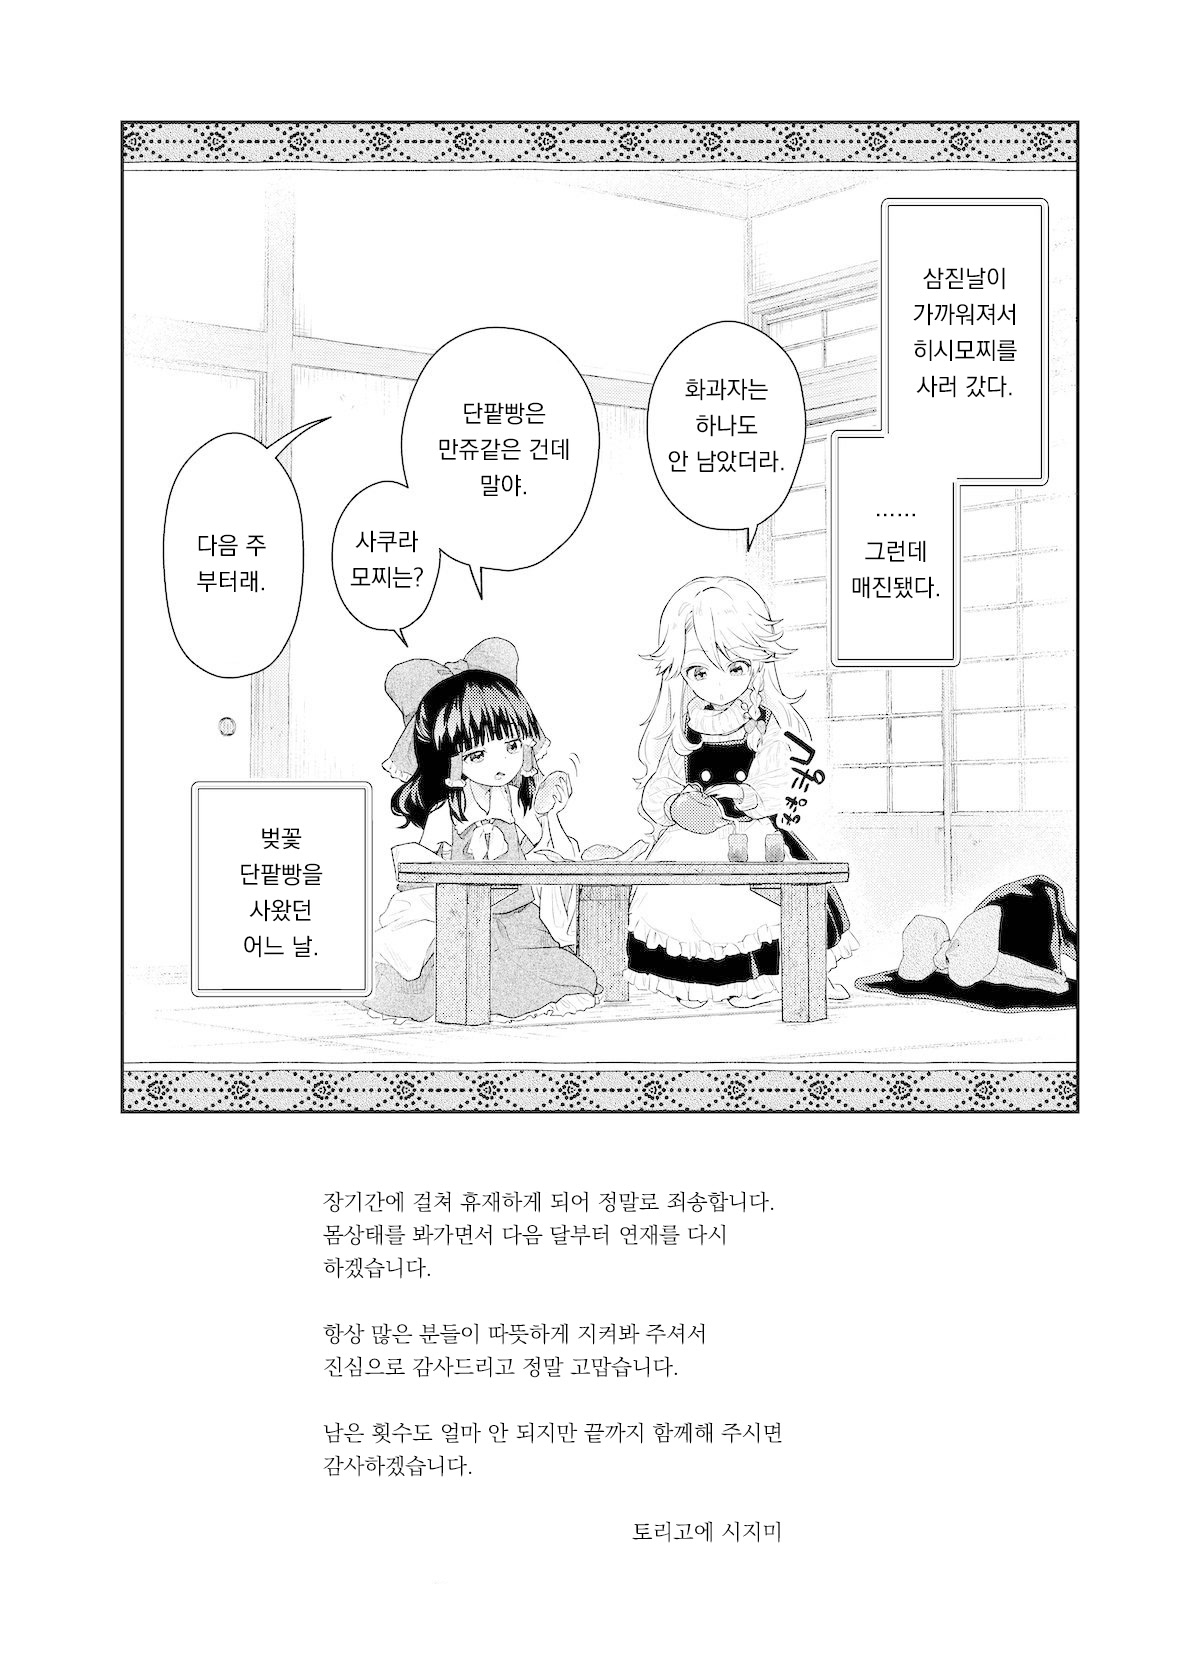 삼짇날이
가까워져서
히시모찌를
사러 갔다.
……
그런데
매진됐다.
화과자는
하나도
안 남았더라.
단팥빵은
만쥬같은 건데
말야.
사쿠라
모찌는?
다음 주
부터래.
벚꽃
단팥빵을
사왔던
어느 날.
장기간에 걸쳐 휴재하게 되어 정말로 죄송합니다.
몸상태를 봐가면서 다음 달부터 연재를 다시
하겠습니다.
항상 많은 분들이 따뜻하게 지켜봐 주셔서
진심으로 감사드리고 정말 고맙습니다.
남은 횟수도 얼마 안 되지만 끝까지 함께해 주시면
감사하겠습니다.
토리고에 시지미